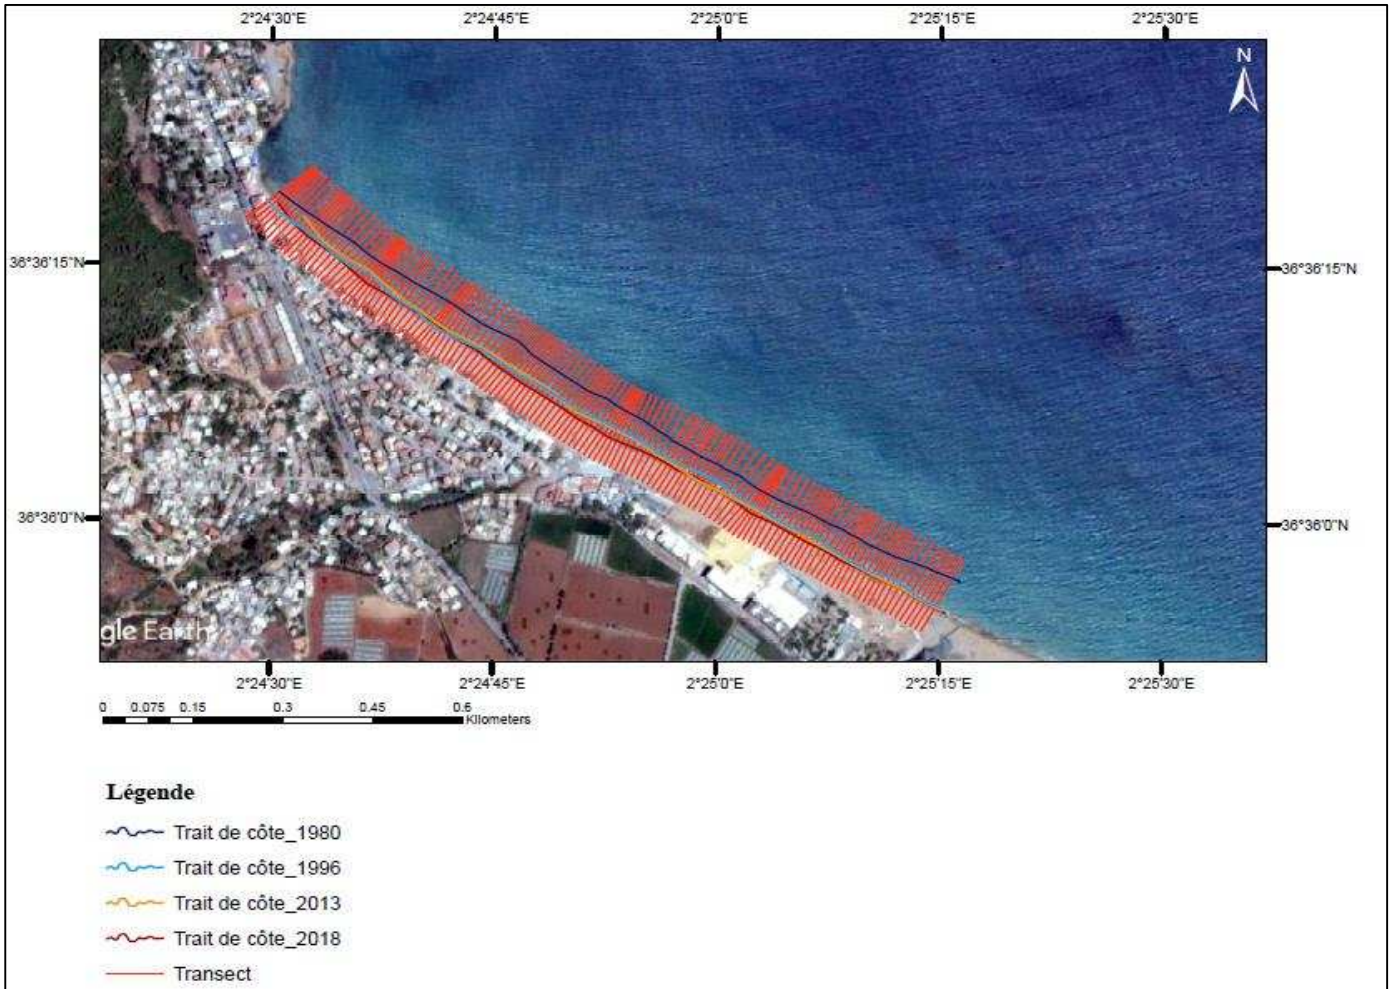 2°24'30"E 2°24'45"E 2°25'0"E 2°25'15"E 2°25'30"E
N
36°36'15"N 36°36'15"N
36°36'0"N 36°36'0"N
gle Earth
2°24'30"E 2°24'45"E 2°25'0"E 2°25'15"E 2°25'30"E
0 0.075 0.15 0.3 0.45 0.6
Kilometers
Légende
Trait de côte_1980
Trait de côte_1996
Trait de côte_2013
Trait de côte_2018
Transect